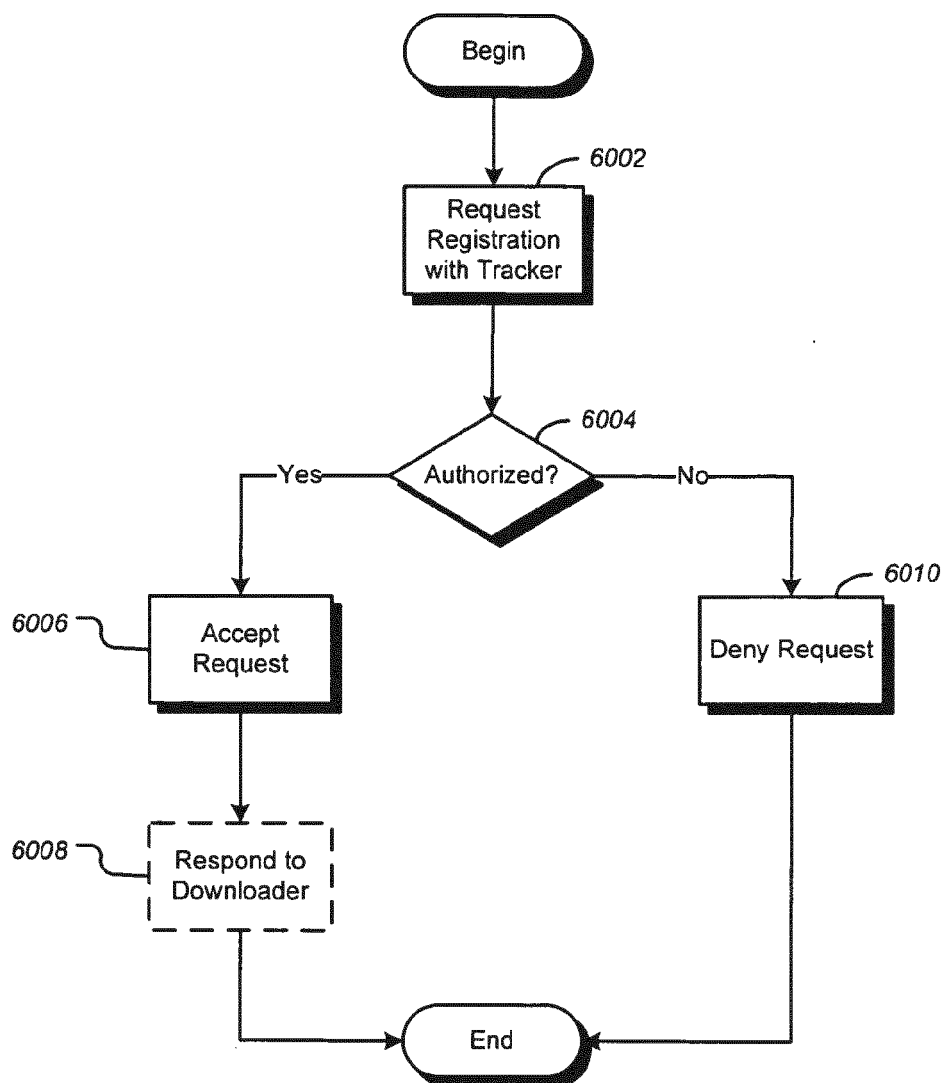 Begin
6002
Request
Registration
with Tracker
6004
Authorized?
Yes
No
6006
Accept
Request
6010
Deny Request
6008
Respond to
Downloader
End